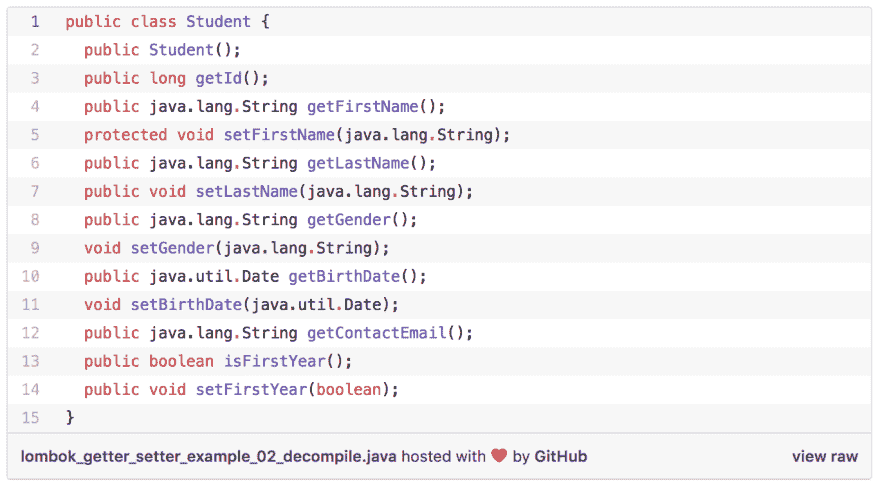 1 public class Student {
2 public Student();
3 public long getId();
4 public java.lang.String getFirstName();
5 protected void setFirstName(java.lang.String);
6 public java.lang.String getLastName();
7 public void setLastName(java.lang.String);
8 public java.lang.String getGender();
9 void setGender(java.lang.String);
10 public java.util.Date getBirthDate();
11 void setBirthDate(java.util.Date);
12 public java.lang.String getContactEmail();
13 public boolean isFirstYear();
14 public void setFirstYear(boolean);
15 }
lombok_getter_setter_example_02_decompile.java hosted with ❤ by GitHub view raw